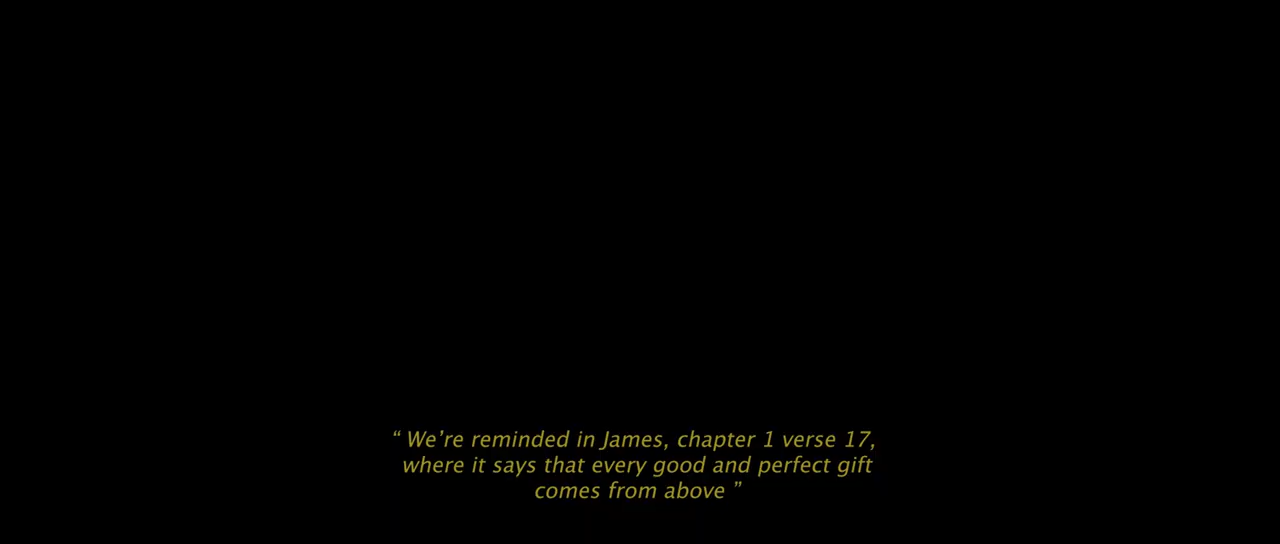 “ We’re reminded in James, chapter 1 verse 17,
where it says that every good and perfect gift
comes from above ”